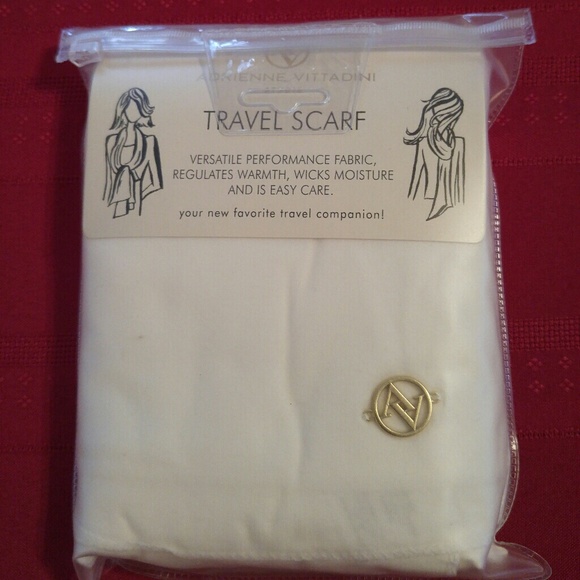 ADRIENNE VITTADINI
TRAVEL SCARF
VERSATILE PERFORMANCE FABRIC,
REGULATES WARMTH, WICKS MOISTURE
AND IS EASY CARE.
your new favorite travel companion!